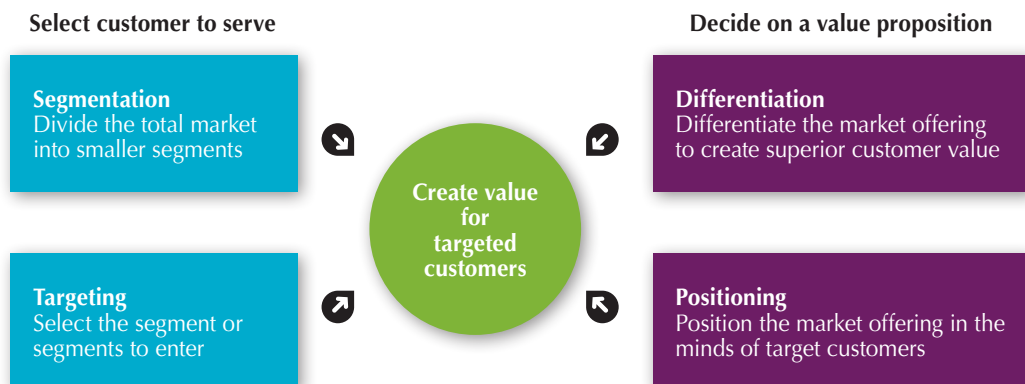 Select customer to serve
Segmentation
Divide the total market
into smaller segments
Targeting
Select the segment or
segments to enter
Create value
for
targeted
customers
Decide on a value proposition
Differentiation
Differentiate the market offering
to create superior customer value
Positioning
Position the market offering in the
minds of target customers